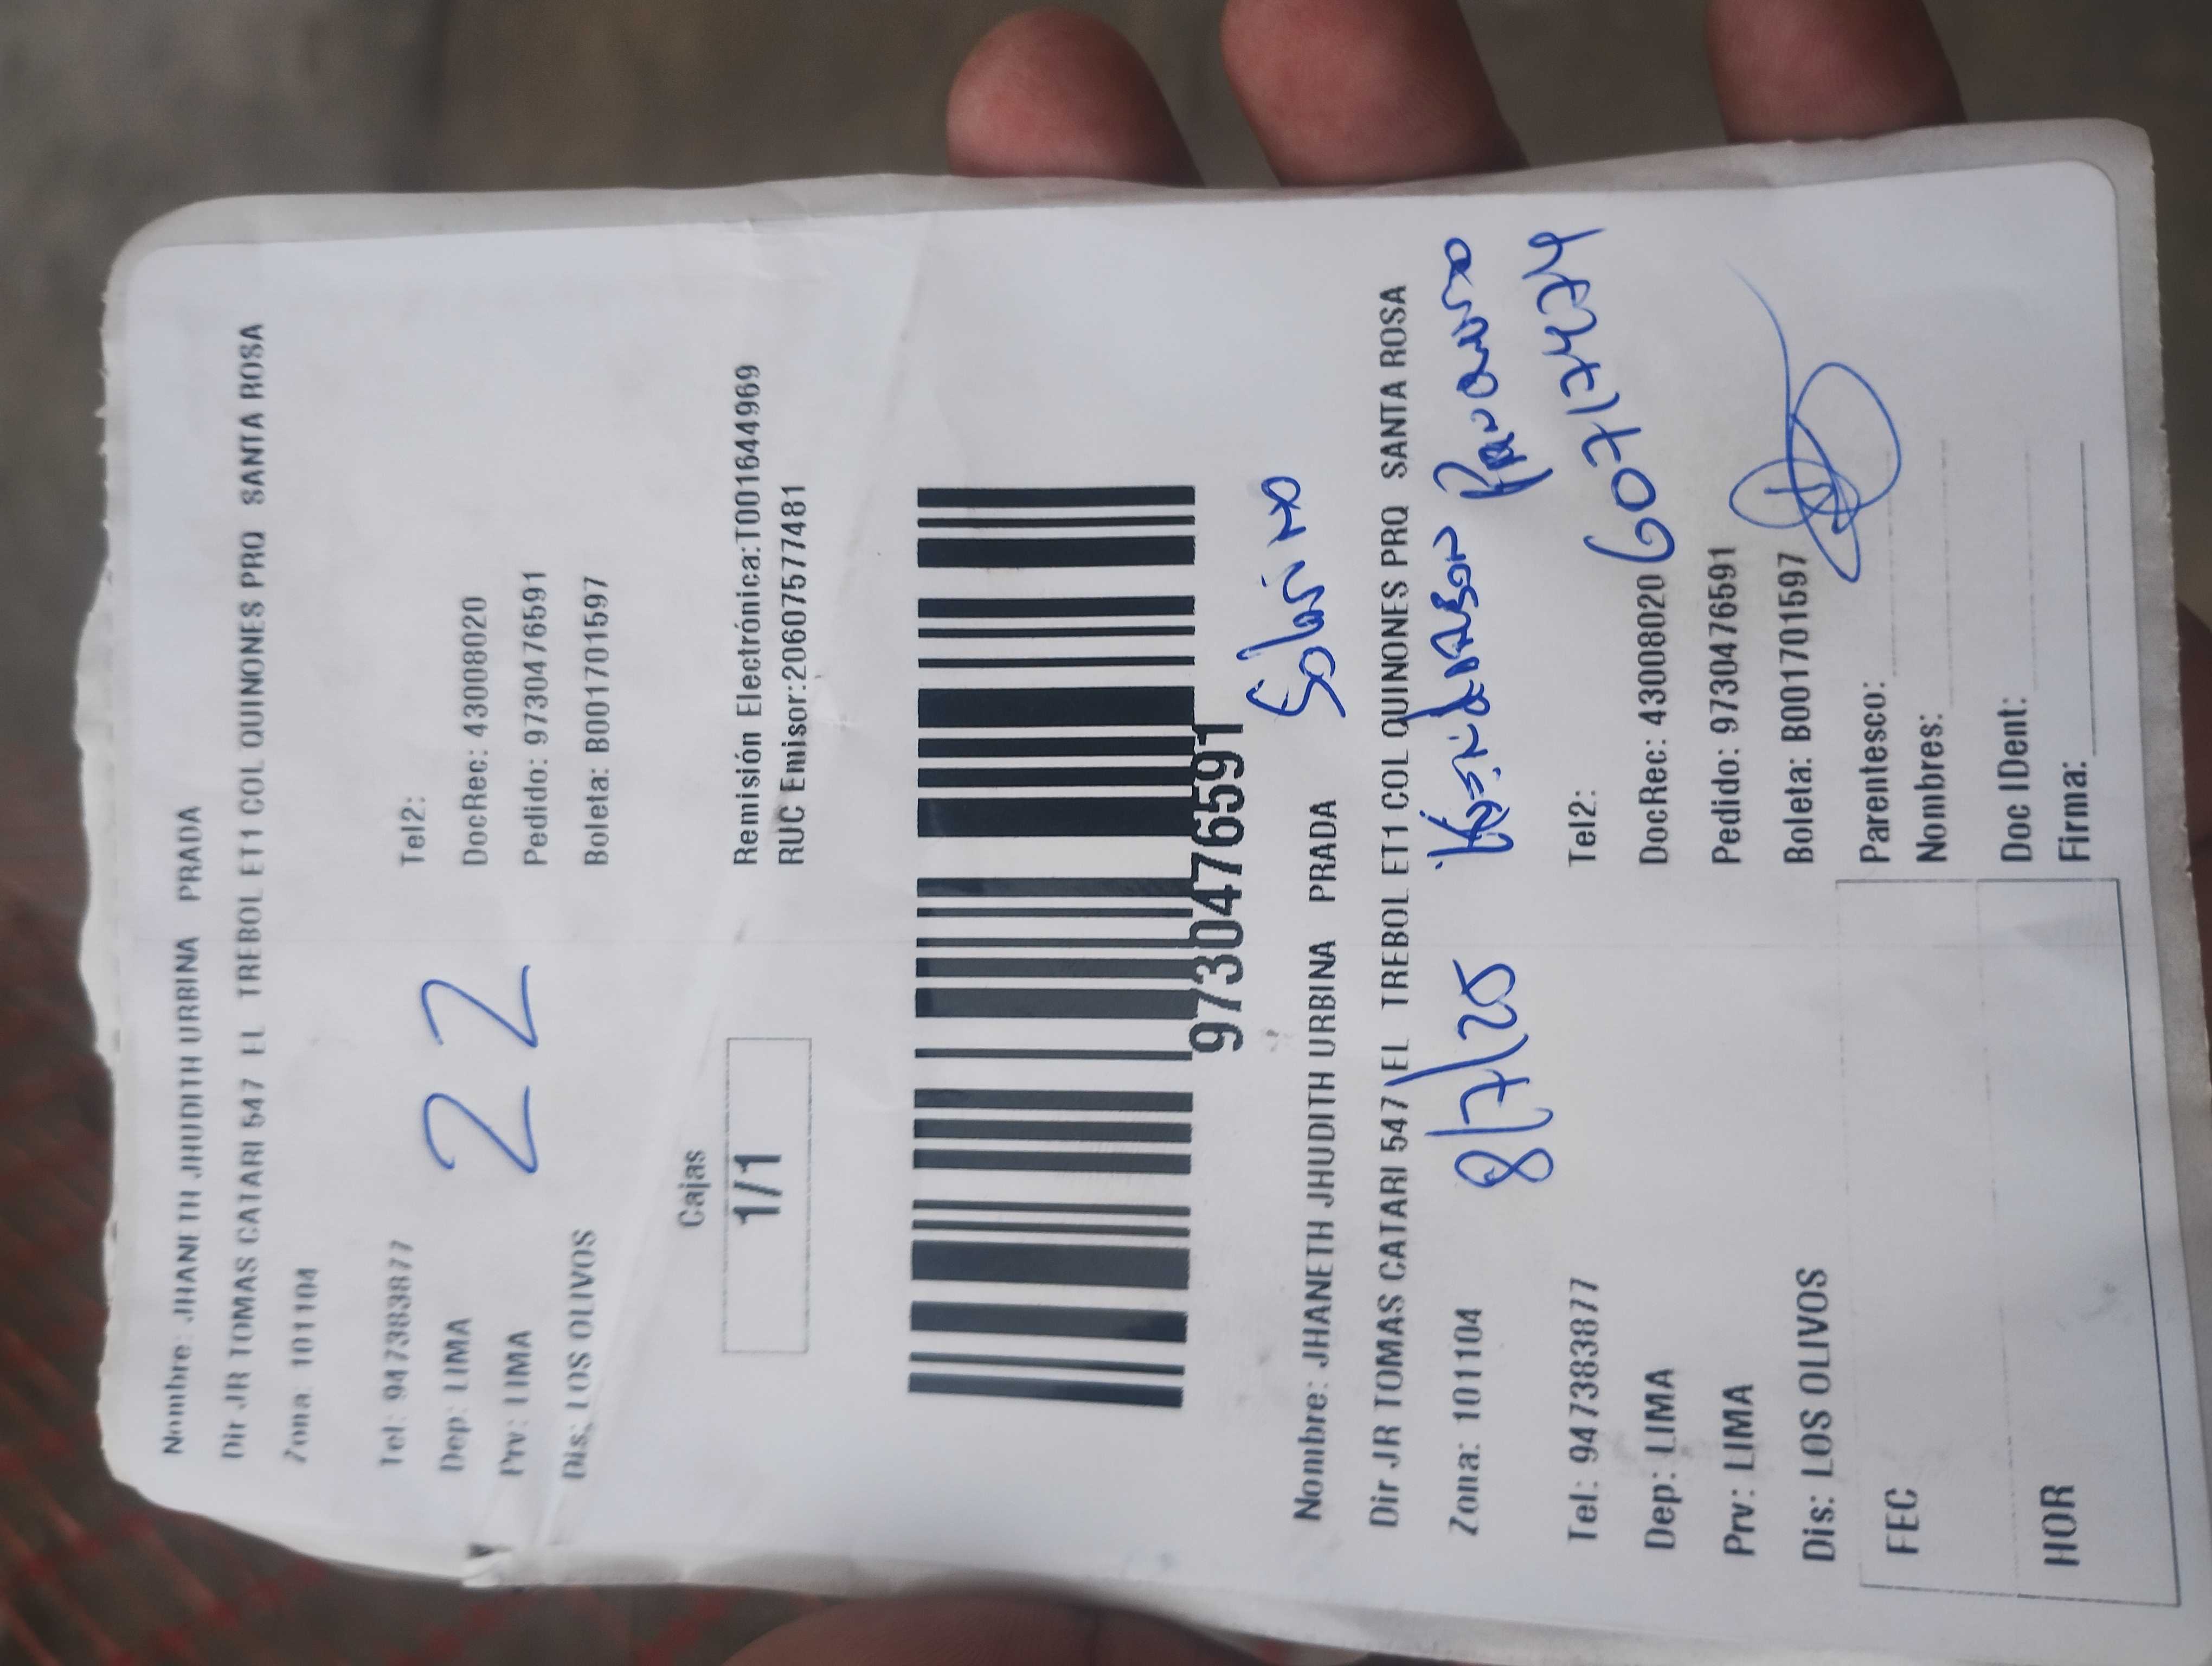 Nombre: JHANETH JHUDITH URBINA PRADA
Dir JR TOMAS CATARI 547 EL TREBOL ET1 COL QUINONES PRO SANTA ROSA
Zona: 101104
Tel: 947383877 Tel2:
Dep: LIMA DocRec: 43008020
Prv: LIMA Pedido: 9730476591
Dis: LOS OLIVOS Boleta: B001701597
22
Cajas
1/1
Remisión Electrónica:T001644969
RUC Emisor:20607577481
9730476591
Sobrino
Nombre: JHANETH JHUDITH URBINA PRADA
Dir JR TOMAS CATARI 547 EL TREBOL ET1 COL QUINONES PRQ SANTA ROSA
Zona: 101104
8/7/25
Tel: 947383877 Tel2:
Dep: LIMA DocRec: 43008020
Prv: LIMA Pedido: 9730476591
Dis: LOS OLIVOS Boleta: B001701597
FEC Parentesco:
Nombres:
HOR Doc IDent:
Firma: